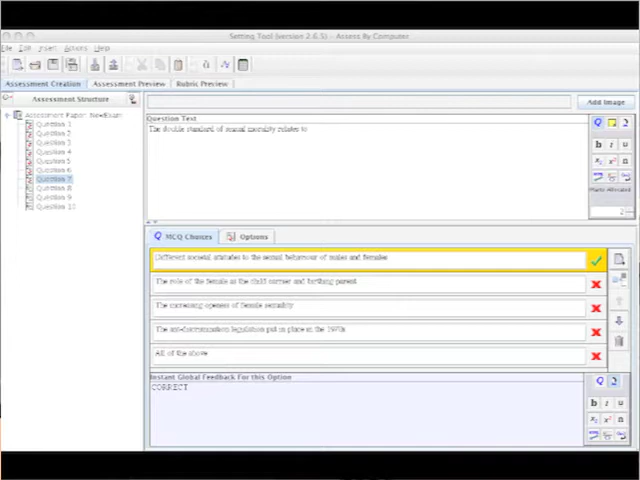 Setting Tool (version 2.6.5) - Assess By Computer
File Edit Insert Actions Help
Assessment Creation Assessment Preview Rubric Preview
Assessment Structure
Add Image
Assessment Paper: NewExam
Question 1
Question 2
Question 3
Question 4
Question 5
Question 6
Question 7
Question 8
Question 9
Question 10
Question Text
The double standard of sexual morality relates to
Marks Allocated
2
MCQ Choices Options
Different societal attitudes to the sexual behaviour of males and females
The role of the female as the child carrier and birthing parent
The increasing openess of female sexuality
The anti-discrimination legislation put in place in the 1970s
All of the above
Instant Global Feedback For this Option
CORRECT